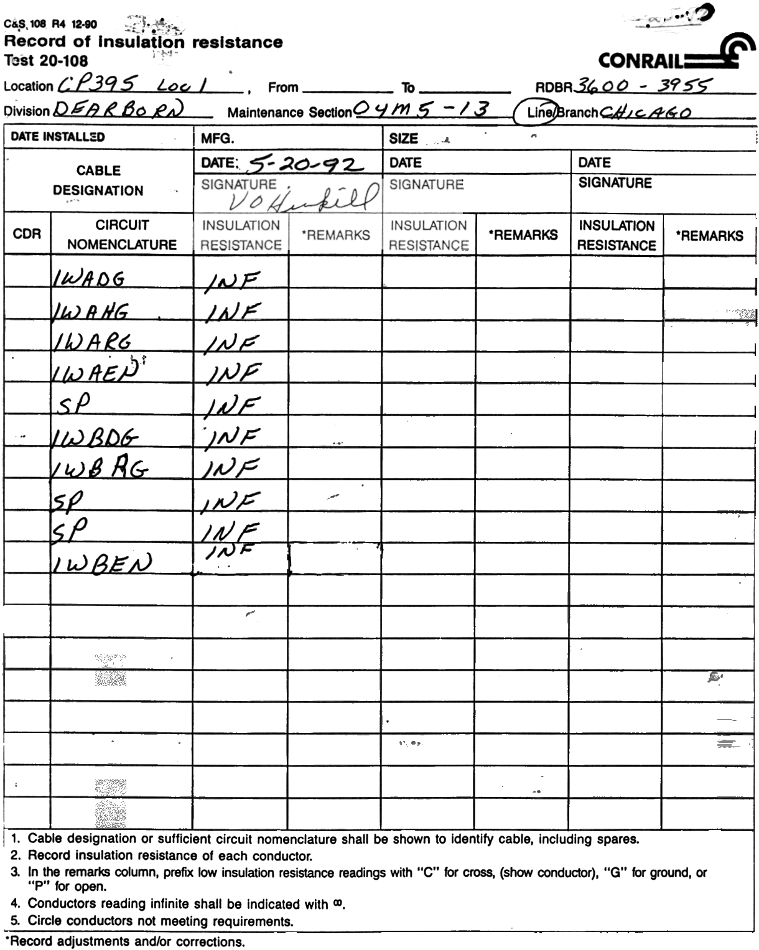 C&S 108 R4 12-90
Record of insulation resistance
Test 20-108
CONRAIL
Location CP395 Loc 1, From To RDBR 3600 - 3955
Division DEARBORN Maintenance Section 04M5-13 Line/Branch CHICAGO
DATE INSTALLED MFG. SIZE
CABLE DESIGNATION DATE: 5-20-92 DATE DATE
SIGNATURE SIGNATURE SIGNATURE
CDR CIRCUIT NOMENCLATURE INSULATION RESISTANCE *REMARKS INSULATION RESISTANCE *REMARKS INSULATION RESISTANCE *REMARKS
1WADG INF
1WAHG INF
1WARG INF
1WAEN INF
SP INF
1WBDG INF
1WBRG INF
SP INF
SP INF
1WBEN INF
1. Cable designation or sufficient circuit nomenclature shall be shown to identify cable, including spares.
2. Record insulation resistance of each conductor.
3. In the remarks column, prefix low insulation resistance readings with "C" for cross, (show conductor), "G" for ground, or
"P" for open.
4. Conductors reading infinite shall be indicated with ∞.
5. Circle conductors not meeting requirements.
*Record adjustments and/or corrections.